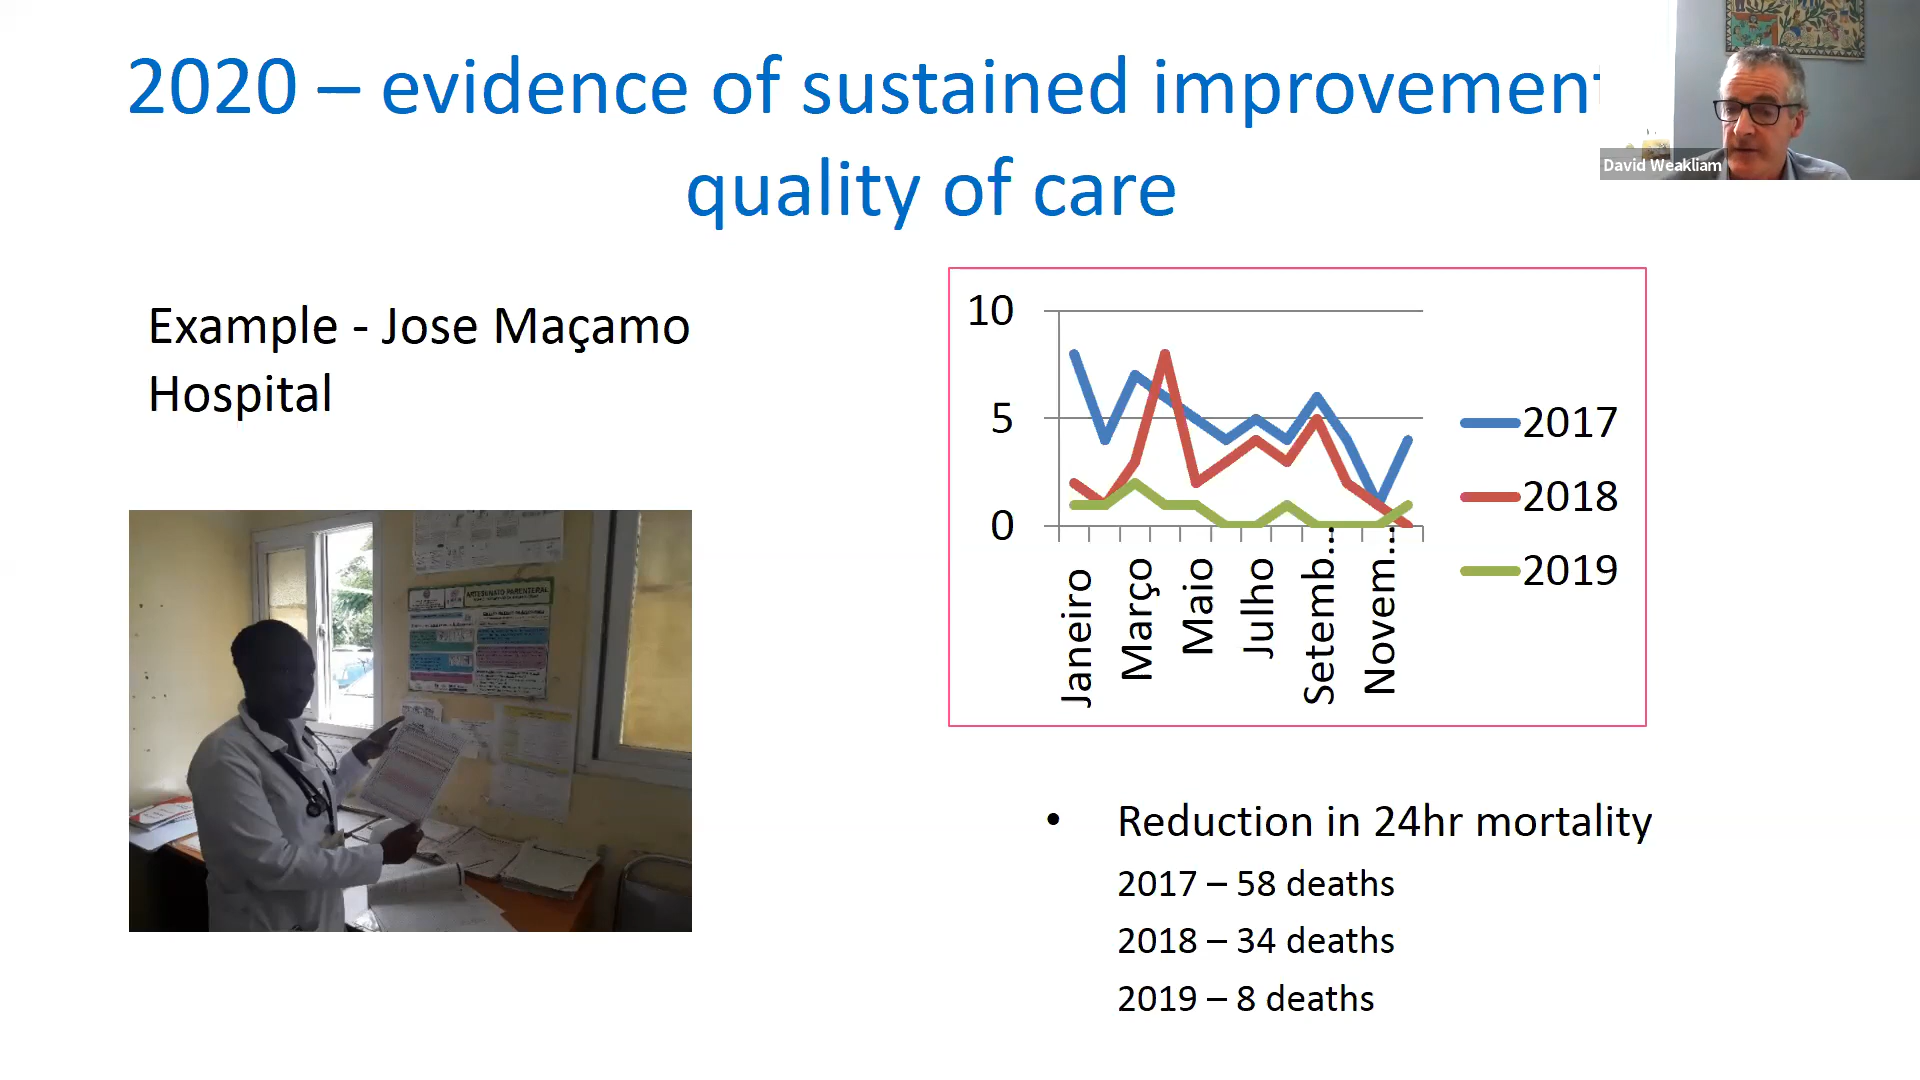 2020 – evidence of sustained improvement
quality of care
David Weakliam
Example - Jose Maçamo
Hospital
ARTESUNATO PARENTERAL
10
5
0
Janeiro
Março
Maio
Julho
Setemb...
Novem...
2017
2018
2019
• Reduction in 24hr mortality
2017 – 58 deaths
2018 – 34 deaths
2019 – 8 deaths